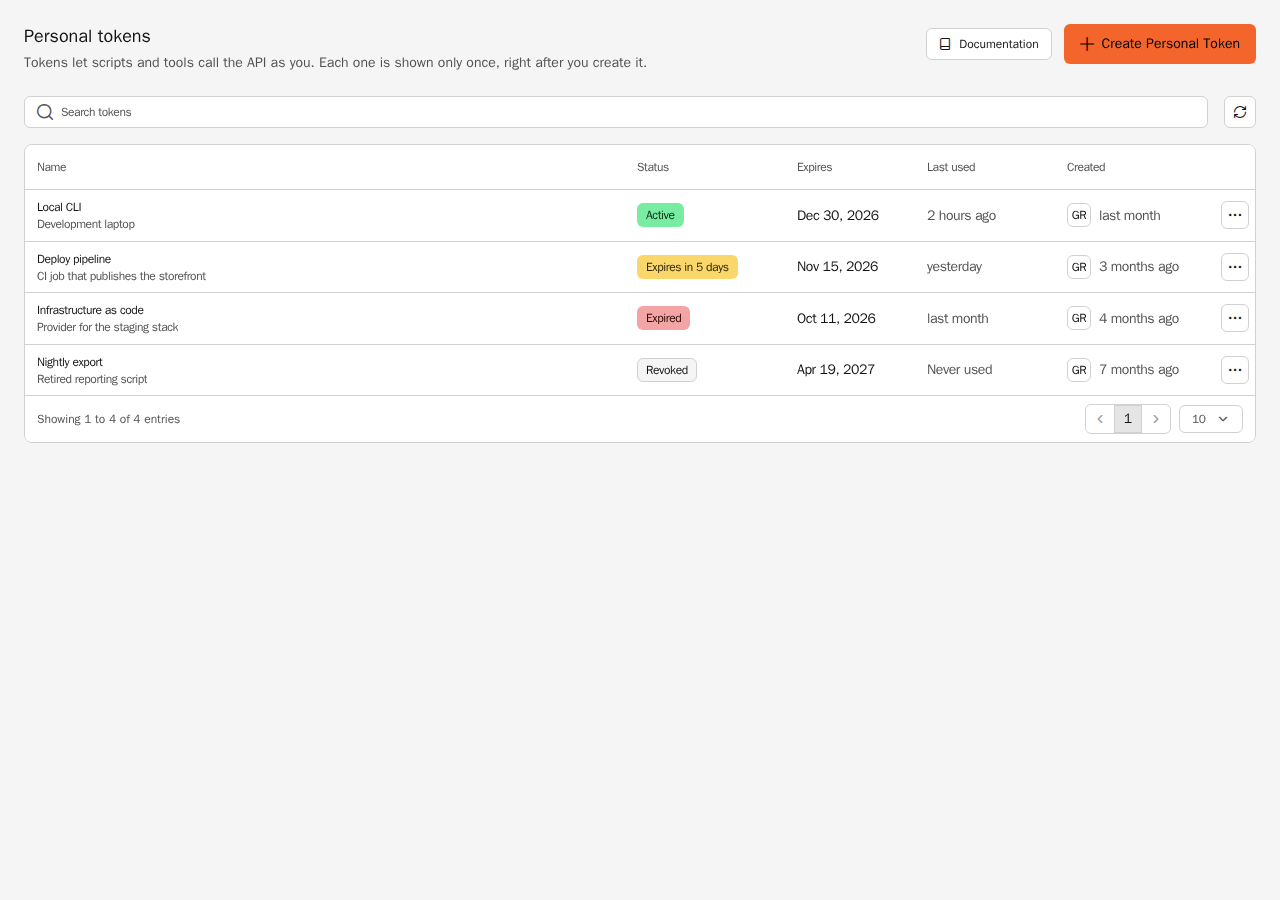 Personal tokens
Tokens let scripts and tools call the API as you. Each one is shown only once, right after you create it.
Documentation
Create Personal Token
Search tokens
Name Status Expires Last used Created
Local CLI
Development laptop
Active Dec 30, 2026 2 hours ago GR last month
Deploy pipeline
CI job that publishes the storefront
Expires in 5 days Nov 15, 2026 yesterday GR 3 months ago
Infrastructure as code
Provider for the staging stack
Expired Oct 11, 2026 last month GR 4 months ago
Nightly export
Retired reporting script
Revoked Apr 19, 2027 Never used GR 7 months ago
Showing 1 to 4 of 4 entries
1
10